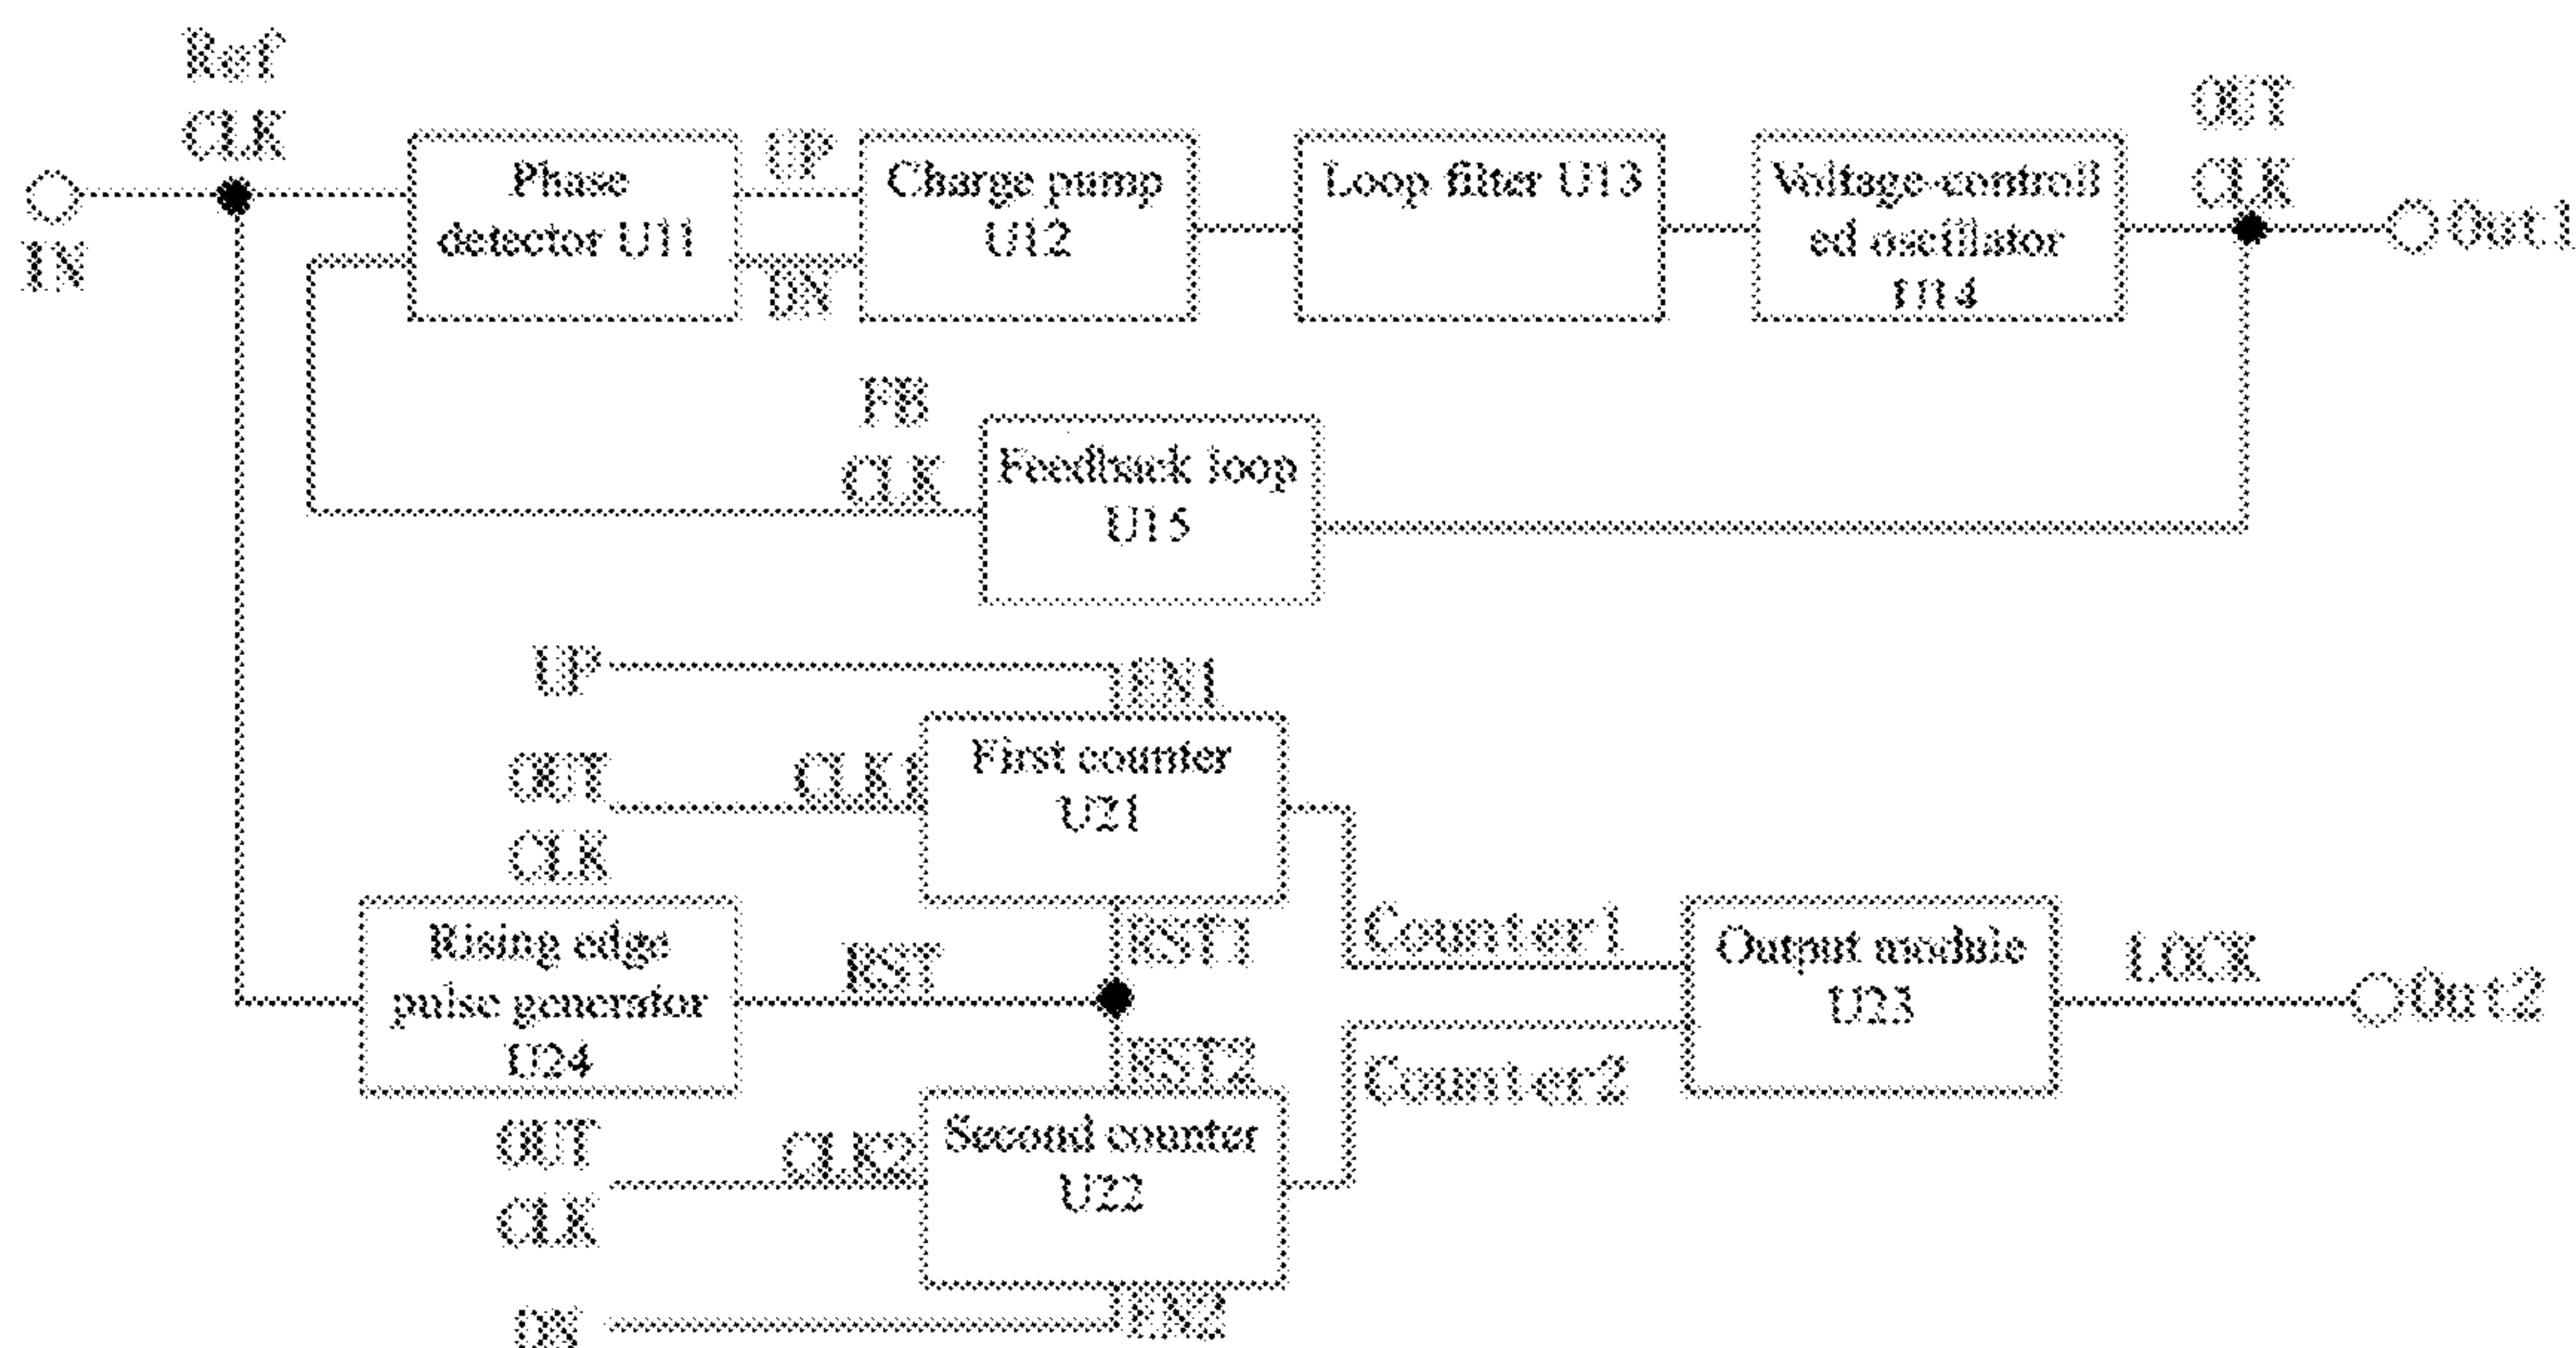 Ref
CLK
IN
Phase
detector U11
UP
DN
Charge pump
U12
Loop filter U13
Voltage-controll
ed oscillator
U14
OUT
CLK
Out1
FB
CLK
Feedback loop
U15
UP
EN1
OUT
CLK
CLK1
First counter
U21
RST1
Rising edge
pulse generator
U24
RST
RST2
Counter1
Counter2
Output module
U23
LOCK
Out2
OUT
CLK
CLK2
Second counter
U22
DN
EN2